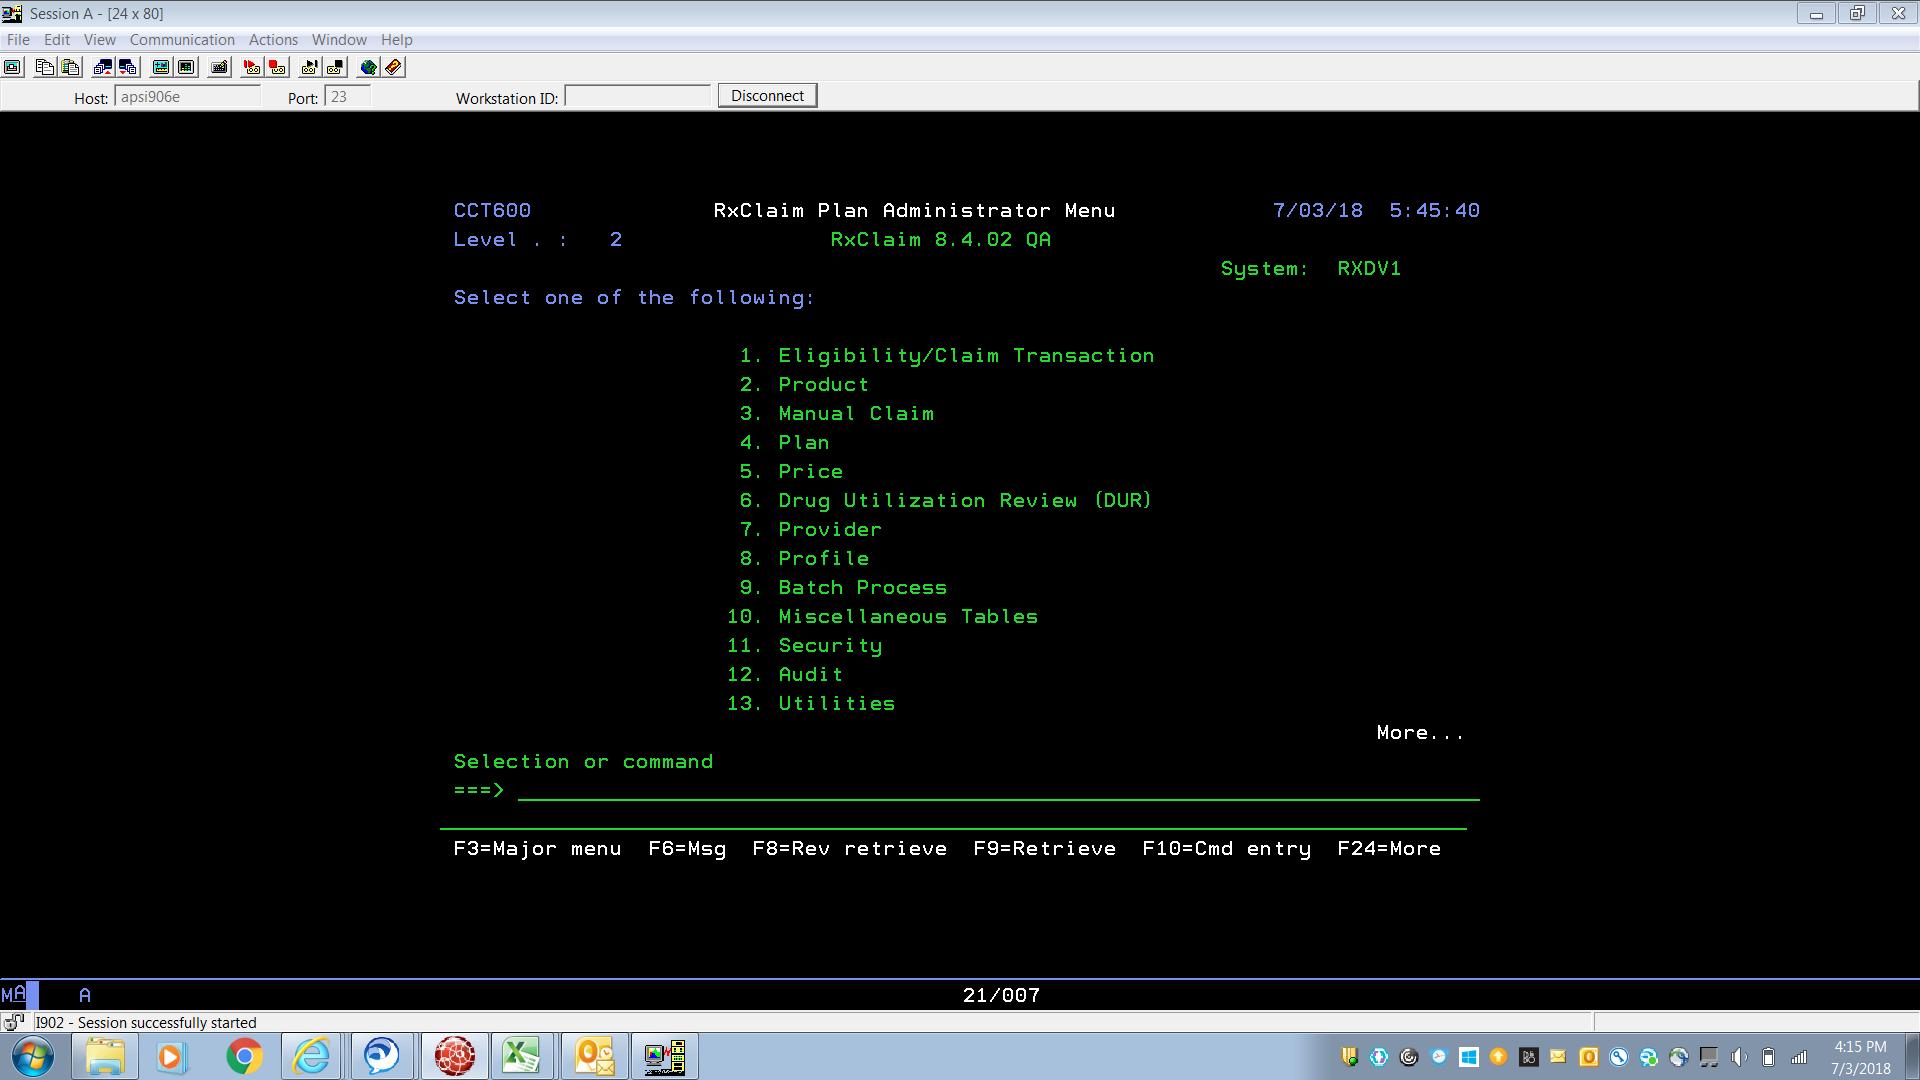 Session A - [24 x 80]
File Edit View Communication Actions Window Help
Host: apsi906e Port: 23 Workstation ID: Disconnect
CCT600 RxClaim Plan Administrator Menu 7/03/18 5:45:40
Level . : 2 RxClaim 8.4.02 QA
System: RXDV1
Select one of the following:
1. Eligibility/Claim Transaction
2. Product
3. Manual Claim
4. Plan
5. Price
6. Drug Utilization Review (DUR)
7. Provider
8. Profile
9. Batch Process
10. Miscellaneous Tables
11. Security
12. Audit
13. Utilities
More...
Selection or command
===>
F3=Major menu F6=Msg F8=Rev retrieve F9=Retrieve F10=Cmd entry F24=More
MA A 21/007
I902 - Session successfully started
4:15 PM
7/3/2018